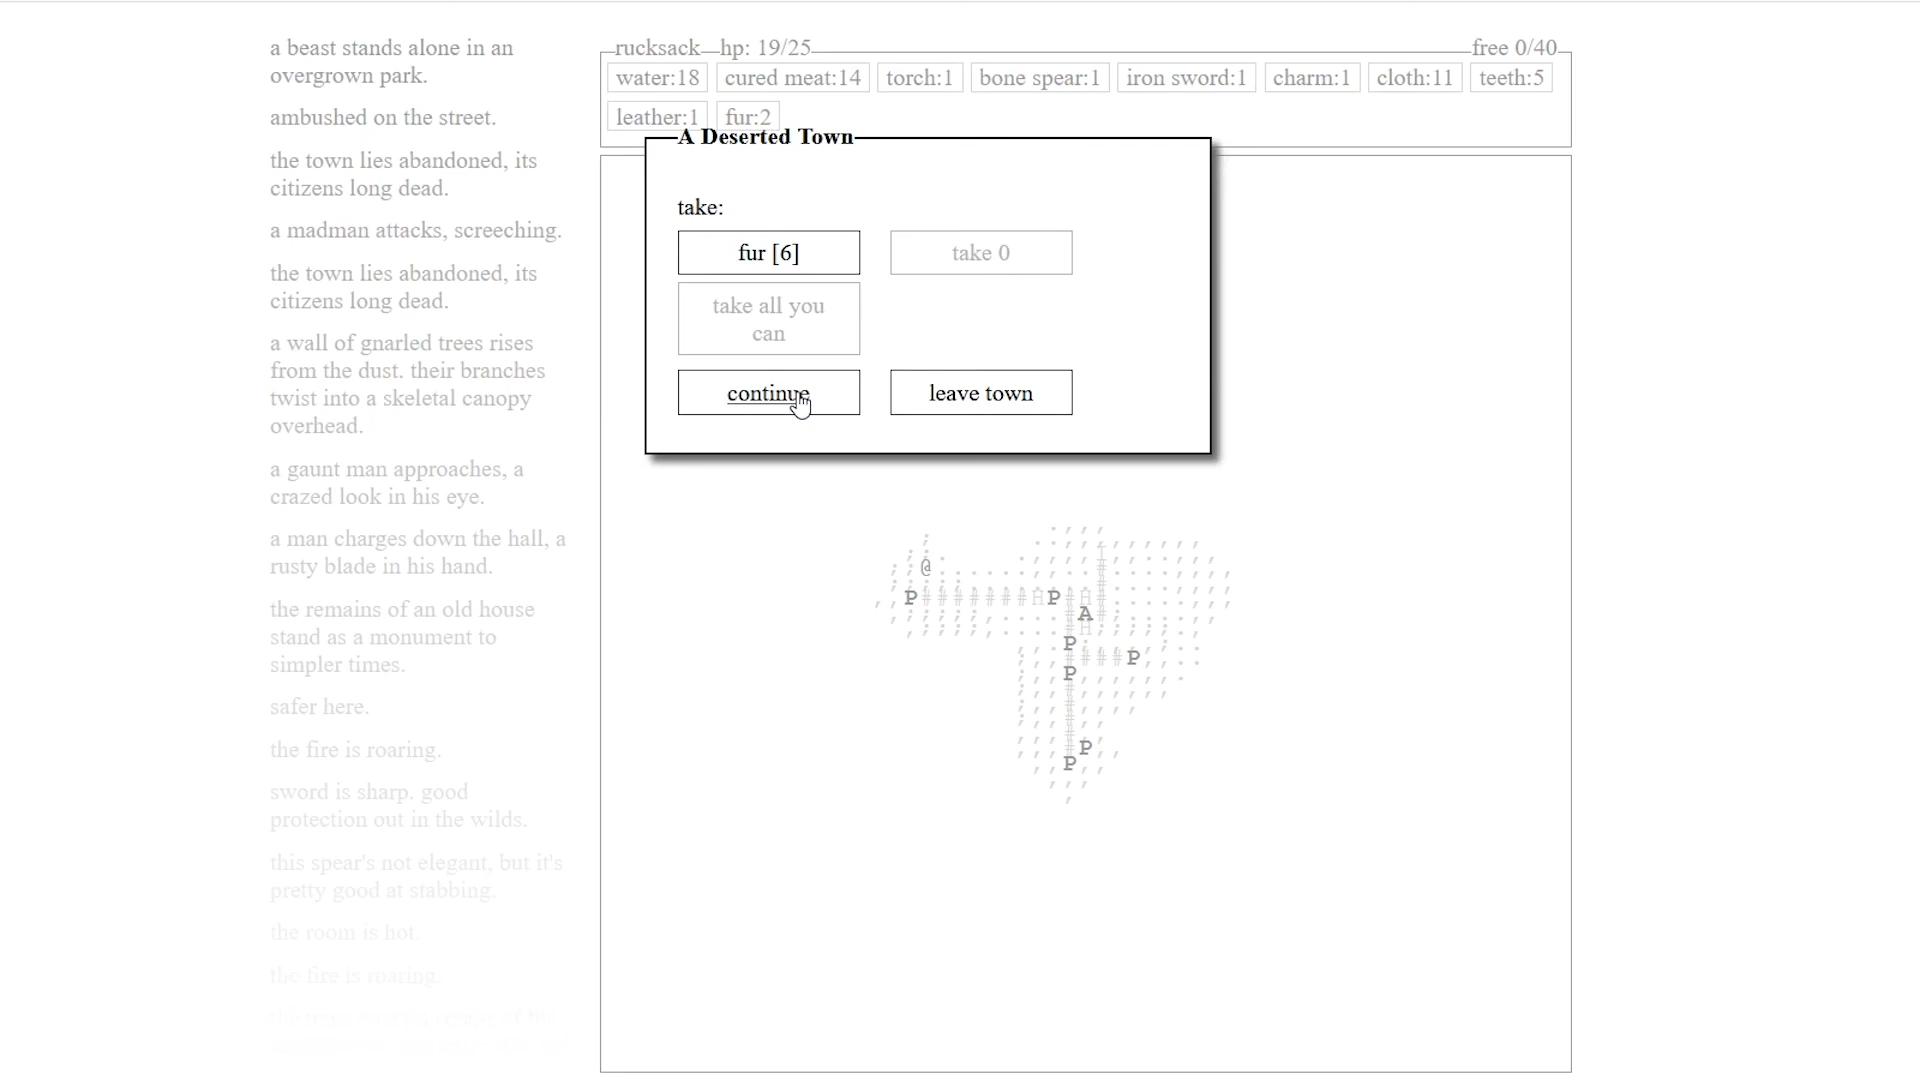 a beast stands alone in an
overgrown park.
ambushed on the street.
the town lies abandoned, its
citizens long dead.
a madman attacks, screeching.
the town lies abandoned, its
citizens long dead.
a wall of gnarled trees rises
from the dust. their branches
twist into a skeletal canopy
overhead.
a gaunt man approaches, a
crazed look in his eye.
a man charges down the hall, a
rusty blade in his hand.
the remains of an old house
stand as a monument to
simpler times.
safer here.
the fire is roaring.
sword is sharp. good
protection out in the wilds.
this spear's not elegant, but it's
pretty good at stabbing.
the room is hot.
the fire is roaring.
rucksack hp: 19/25 free 0/40
water:18 cured meat:14 torch:1 bone spear:1 iron sword:1 charm:1 cloth:11 teeth:5
leather:1 fur:2
A Deserted Town
take:
fur [6] take 0
take all you
can
continue leave town
@
P # # # # # # # H P # H #
A
P
# # # P
P
P
P